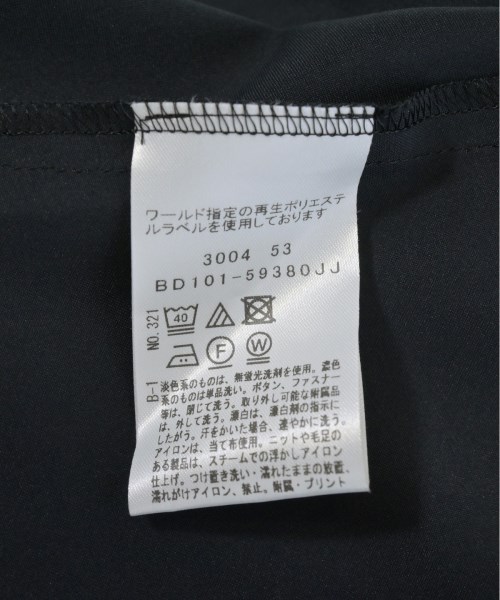 ワールド指定の再生ポリエステ
ルラベルを使用しております
3004 53
BD101-59380JJ
B-1 NO.321
40
F W
淡色系のものは、無蛍光洗剤を使用。濃色
系のものは単品洗い。ボタン、ファスナー
等は、閉じて洗う。取り外し可能な附属品
は、外して洗う。漂白は、漂白剤の指示に
したがう。汗をかいた場合、速やかに洗う。
アイロンは、当て布使用。ニットや毛足の
ある製品は、スチームでの浮かしアイロン
仕上げ。つけ置き洗い・濡れたままの放置、
濡れがけアイロン、禁止。附属・プリント